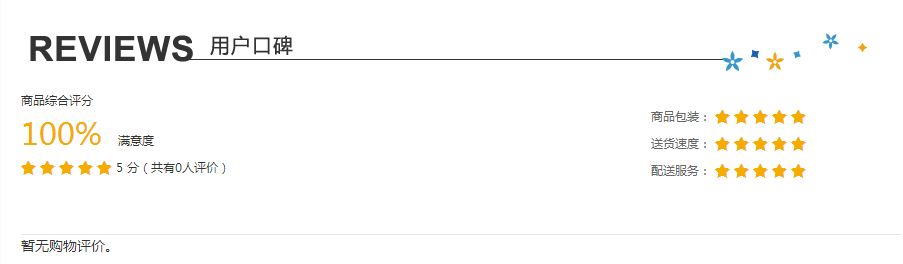 REVIEWS 用户口碑
商品综合评分
100% 满意度
5 分（共有0人评价）
商品包装：
送货速度：
配送服务：
暂无购物评价。